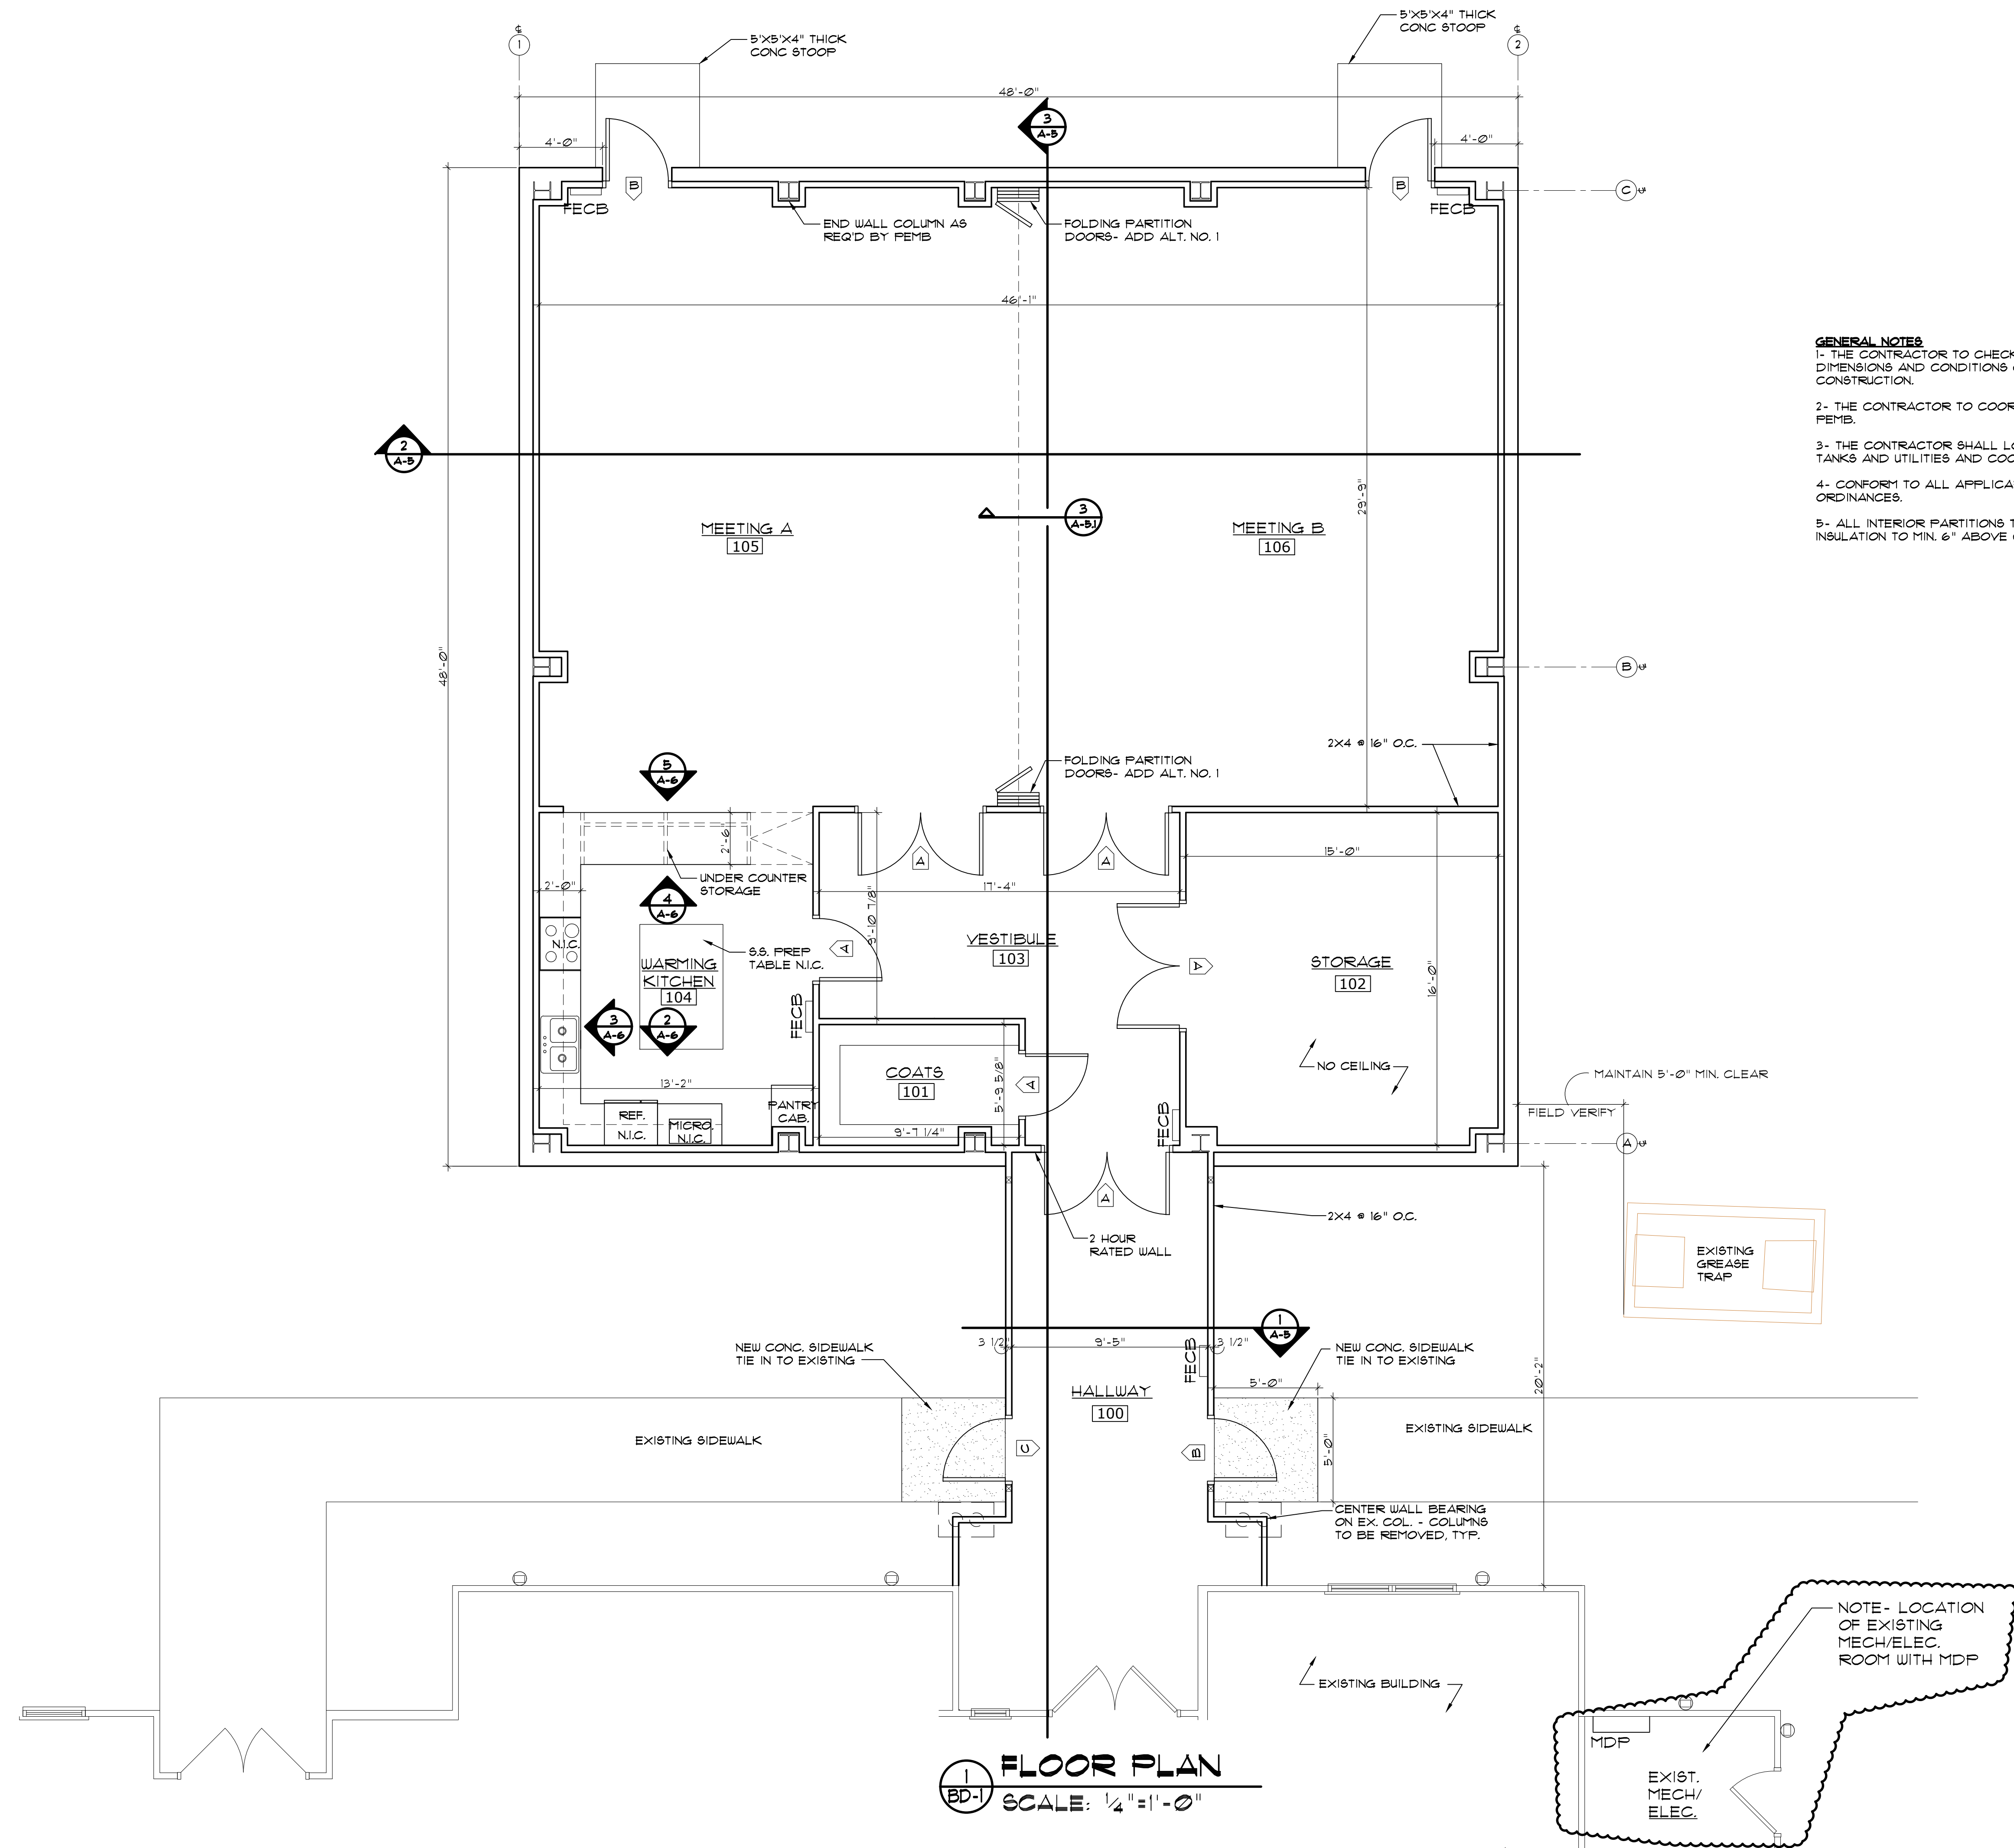 5'X5'X4" THICK
CONC STOOP
5'X5'X4" THICK
CONC STOOP
1
2
48'-0"
3
A-5
4'-0"
4'-0"
B
B
C
FECB
FECB
END WALL COLUMN AS
REQ'D BY PEMB
FOLDING PARTITION
DOORS- ADD ALT. NO. 1
46'-1"
GENERAL NOTES
1- THE CONTRACTOR TO CHECK
DIMENSIONS AND CONDITIONS
CONSTRUCTION.
2- THE CONTRACTOR TO COOR
PEMB.
3- THE CONTRACTOR SHALL LO
TANKS AND UTILITIES AND COO
4- CONFORM TO ALL APPLICA
ORDINANCES.
5- ALL INTERIOR PARTITIONS T
INSULATION TO MIN. 6" ABOVE
2
A-5
29'-9"
3
A-5.1
MEETING A
105
MEETING B
106
48'-0"
B
2X4 @ 16" O.C.
5
A-6
FOLDING PARTITION
DOORS- ADD ALT. NO. 1
2'-6"
UNDER COUNTER
STORAGE
2'-0"
4
A-6
A
A
15'-0"
17'-4"
9'-10 7/8"
N.I.C.
S.S. PREP
TABLE N.I.C.
A
VESTIBULE
103
A
STORAGE
102
16'-0"
WARMING
KITCHEN
104
FECB
3
A-6
2
A-6
13'-2"
COATS
101
5'-9 5/8"
A
NO CEILING
MAINTAIN 5'-0" MIN. CLEAR
FIELD VERIFY
PANTRY
CAB.
REF.
N.I.C.
MICRO.
N.I.C.
9'-7 1/4"
FECB
A
A
2X4 @ 16" O.C.
2 HOUR
RATED WALL
EXISTING
GREASE
TRAP
1
A-5
NEW CONC. SIDEWALK
TIE IN TO EXISTING
3 1/2"
9'-5"
FECB
3 1/2"
NEW CONC. SIDEWALK
TIE IN TO EXISTING
5'-0"
20'-2"
HALLWAY
100
EXISTING SIDEWALK
C
B
5'-0"
EXISTING SIDEWALK
CENTER WALL BEARING
ON EX. COL. - COLUMNS
TO BE REMOVED, TYP.
NOTE- LOCATION
OF EXISTING
MECH/ELEC.
ROOM WITH MDP
EXISTING BUILDING
MDP
EXIST.
MECH/
ELEC.
1
BD-1
FLOOR PLAN
SCALE: 1/4"=1'-0"